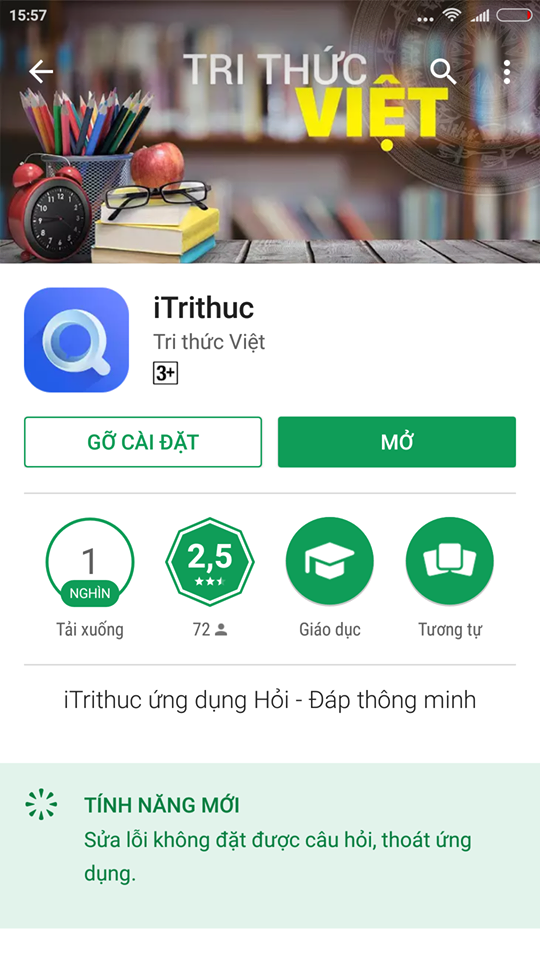 15:57
TRI THỨC
VIỆT
iTrithuc
Tri thức Việt
3+
GỠ CÀI ĐẶT
MỞ
1
NGHÌN
2,5
Tải xuống
72
Giáo dục
Tương tự
iTrithuc ứng dụng Hỏi - Đáp thông minh
TÍNH NĂNG MỚI
Sửa lỗi không đặt được câu hỏi, thoát ứng
dụng.